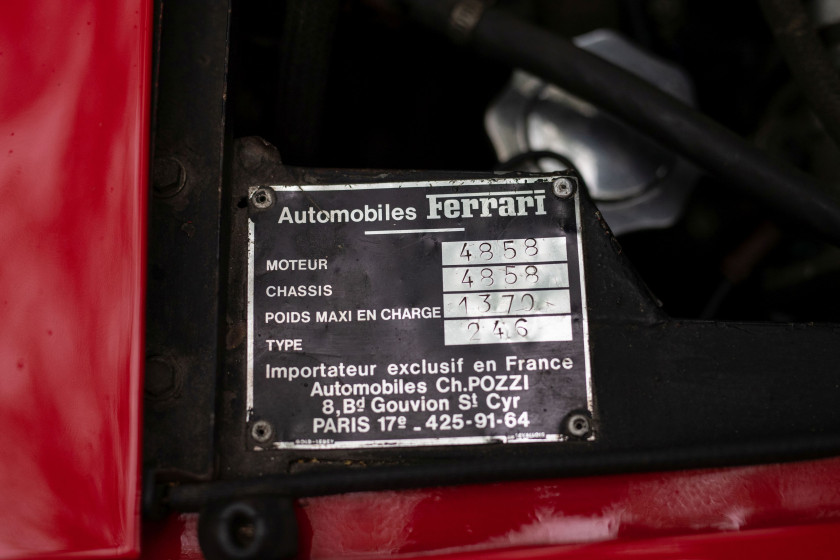 Automobiles Ferrari
MOTEUR 4858
CHASSIS 4858
POIDS MAXI EN CHARGE 1370-
TYPE 246
Importateur exclusif en France
Automobiles Ch.POZZI
8,Bd Gouvion St Cyr
PARIS 17e - 425-91-64